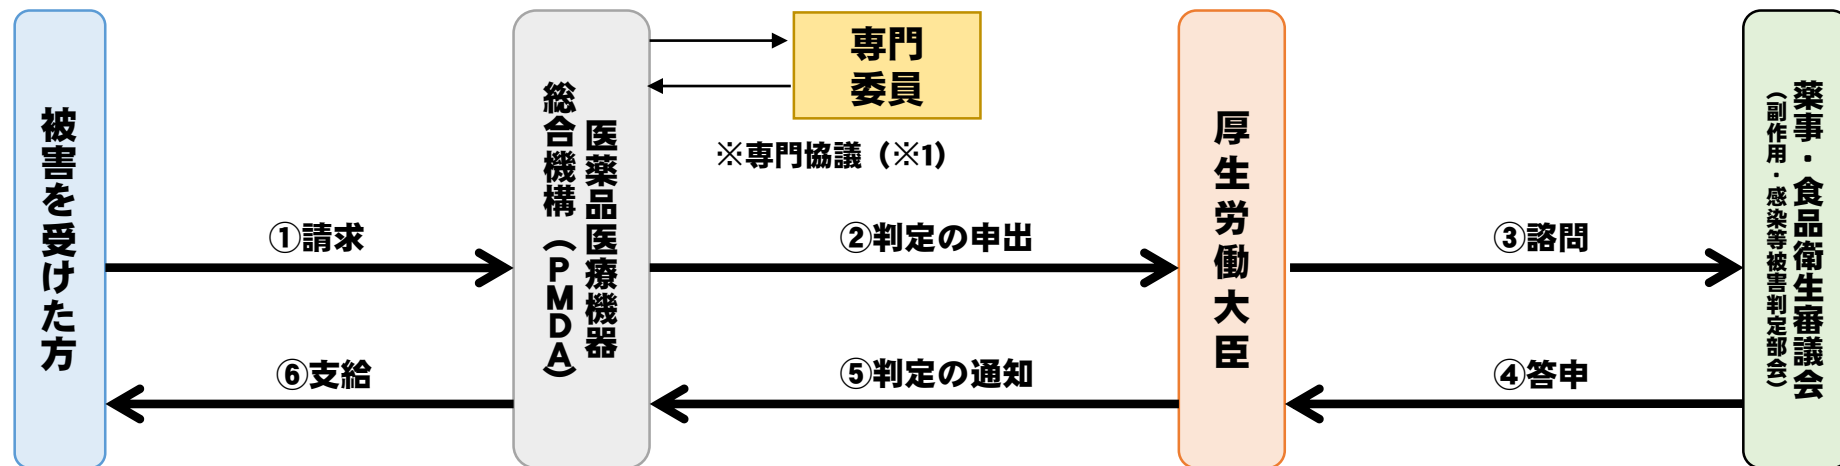 被害を受けた方
①請求
⑥支給
医薬品医療機器
総合機構（PMDA）
専門
委員
※専門協議（※1）
②判定の申出
⑤判定の通知
厚生労働大臣
③諮問
④答申
薬事・食品衛生審議会
（副作用・感染等被害判定部会）